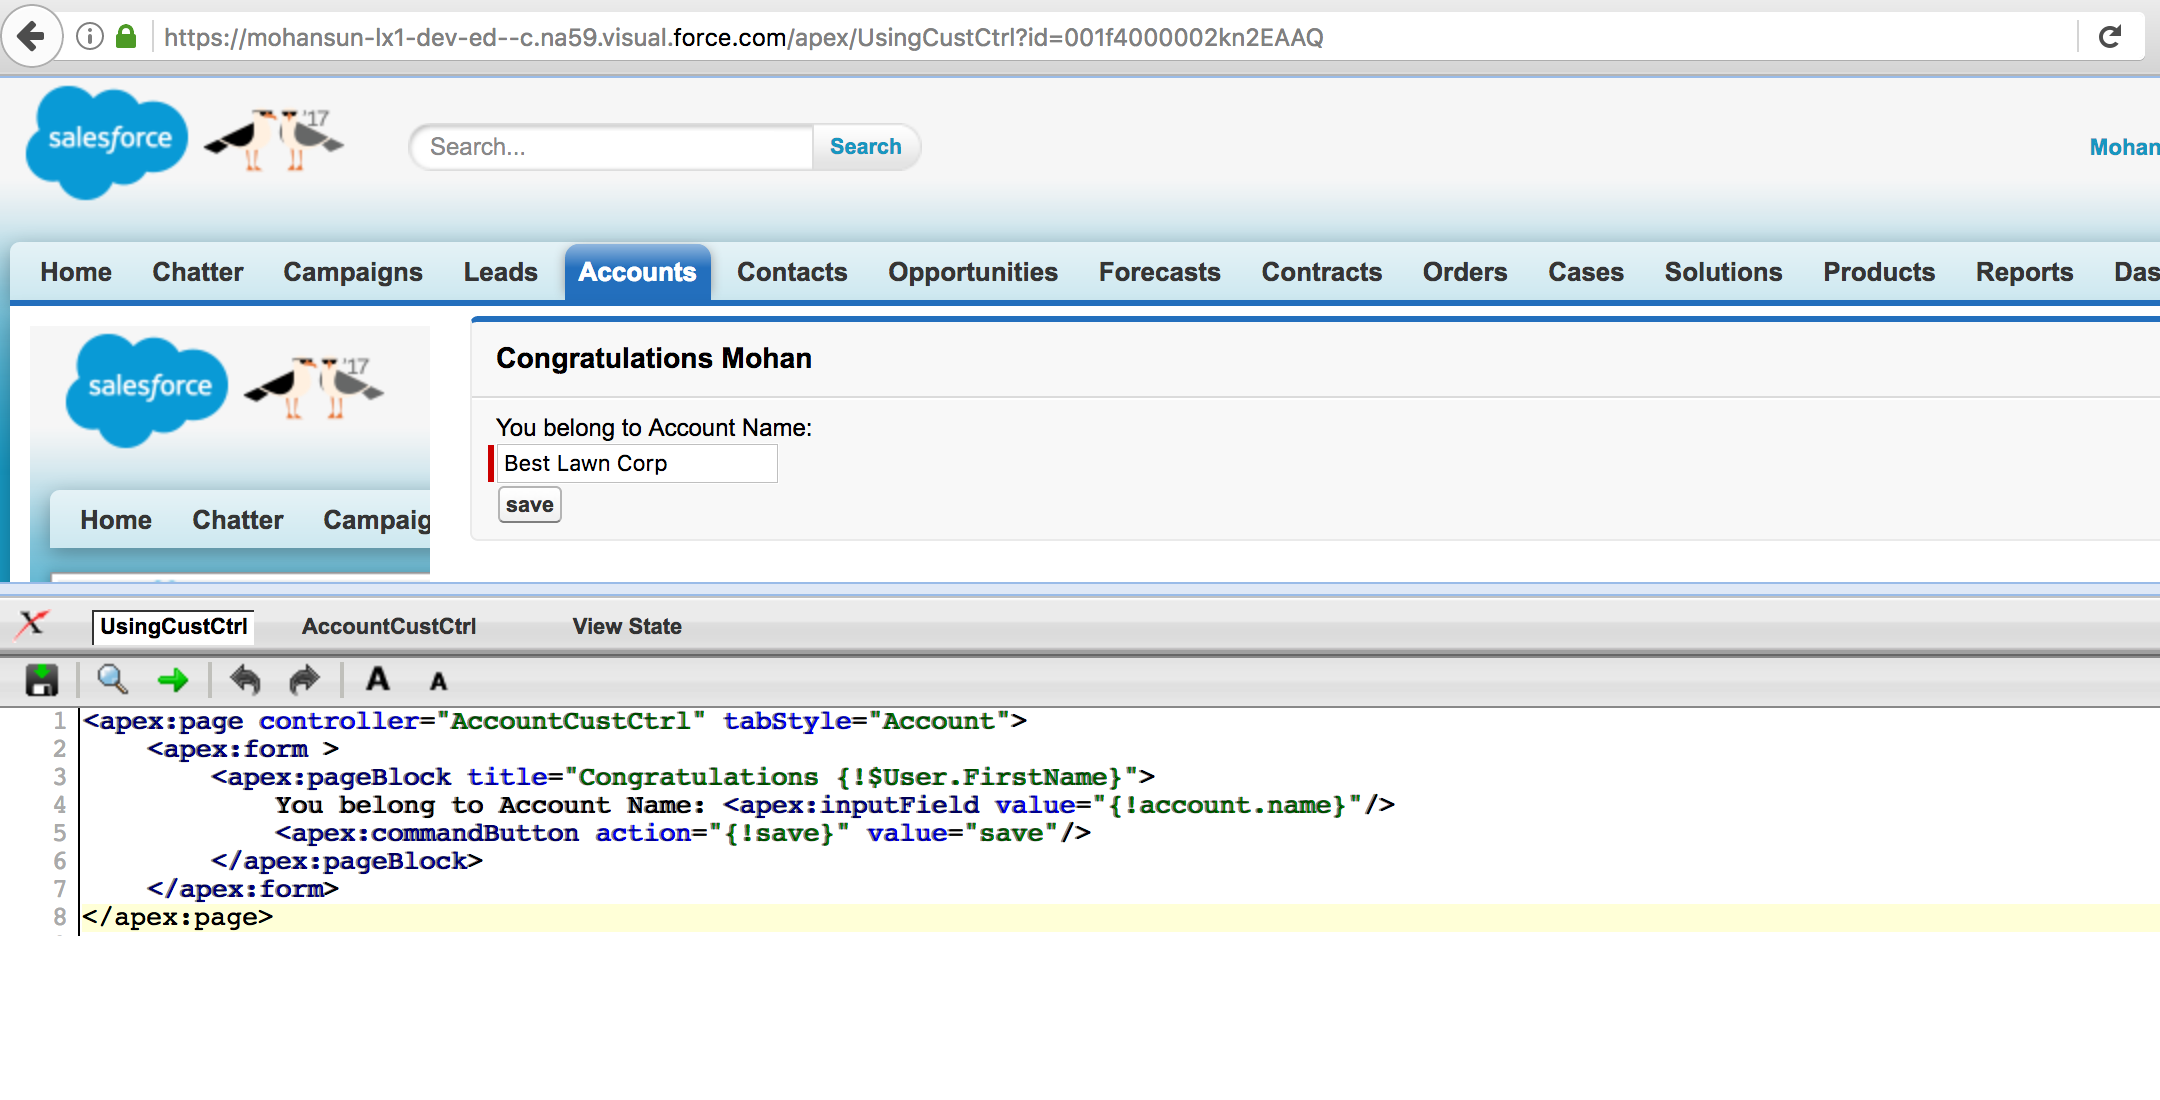 https://mohansun-lx1-dev-ed--c.na59.visual.force.com/apex/UsingCustCtrl?id=001f4000002kn2EAAQ
salesforce '17 Search... Search Mohan
Home Chatter Campaigns Leads Accounts Contacts Opportunities Forecasts Contracts Orders Cases Solutions Products Reports Das
salesforce '17
Home Chatter Campaig
Congratulations Mohan
You belong to Account Name:
Best Lawn Corp
save
UsingCustCtrl AccountCustCtrl View State
A A
1 <apex:page controller="AccountCustCtrl" tabStyle="Account">
2 <apex:form >
3 <apex:pageBlock title="Congratulations {!$User.FirstName}">
4 You belong to Account Name: <apex:inputField value="{!account.name}"/>
5 <apex:commandButton action="{!save}" value="save"/>
6 </apex:pageBlock>
7 </apex:form>
8 </apex:page>